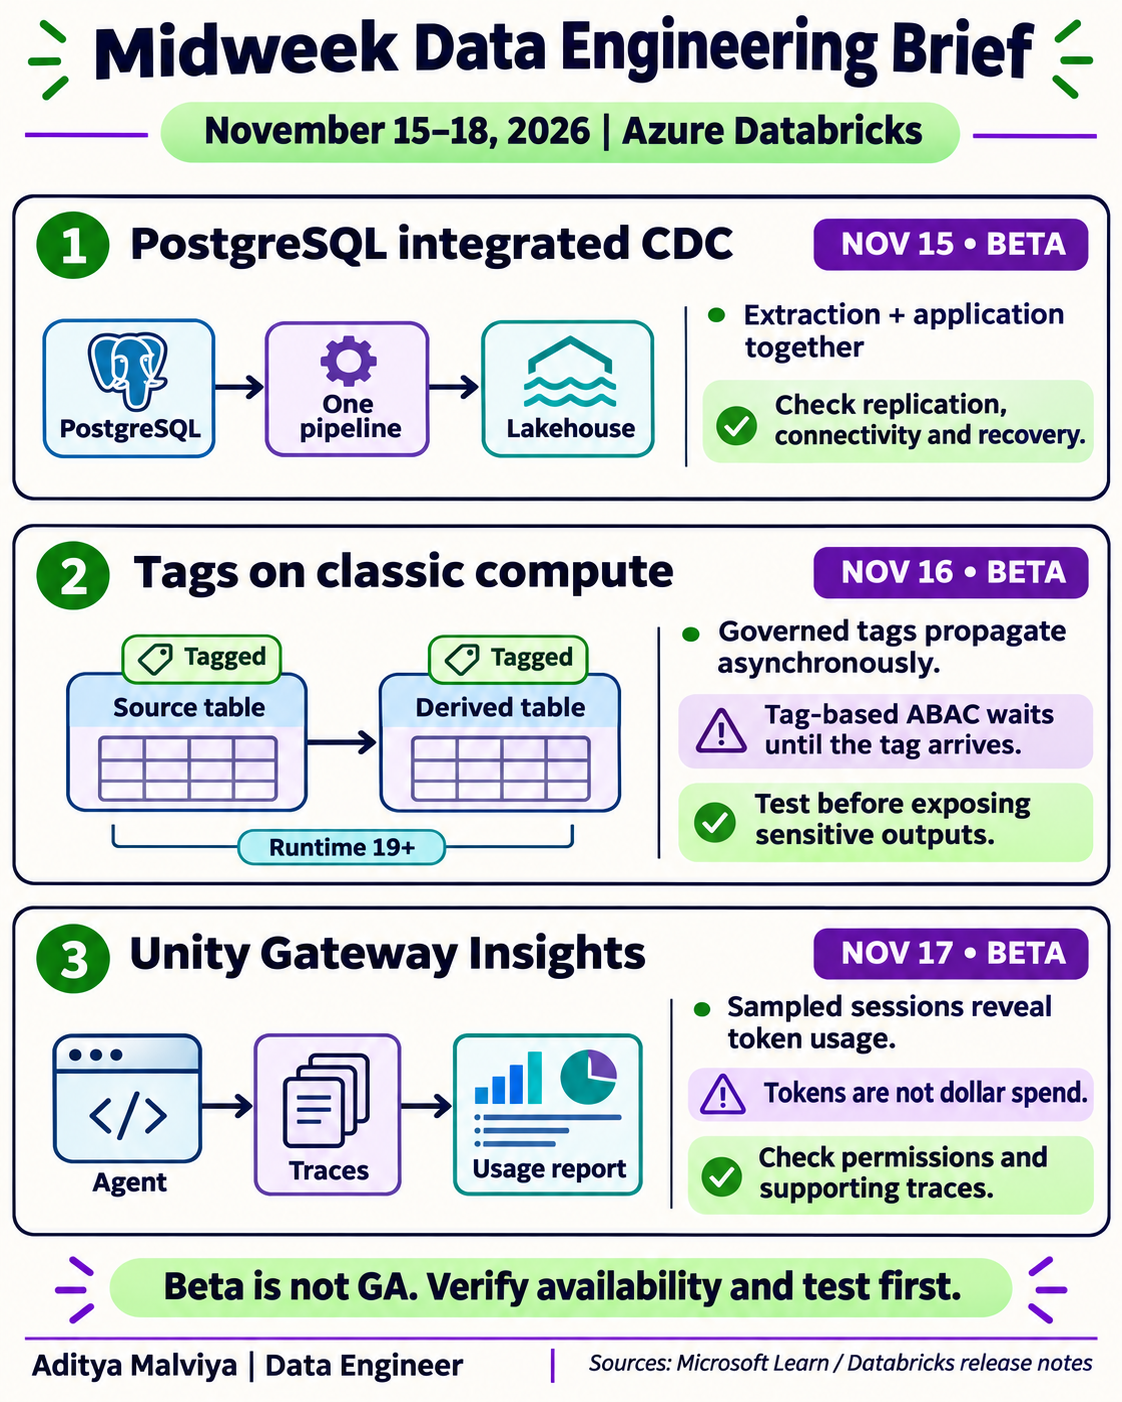 Midweek Data Engineering Brief
November 15–18, 2026 | Azure Databricks
1
PostgreSQL integrated CDC
NOV 15 • BETA
PostgreSQL
One
pipeline
Lakehouse
• Extraction + application
together
Check replication,
connectivity and recovery.
2
Tags on classic compute
NOV 16 • BETA
Tagged
Source table
Tagged
Derived table
Runtime 19+
• Governed tags propagate
asynchronously.
Tag-based ABAC waits
until the tag arrives.
Test before exposing
sensitive outputs.
3
Unity Gateway Insights
NOV 17 • BETA
</>
Agent
Traces
Usage report
• Sampled sessions reveal
token usage.
Tokens are not dollar spend.
Check permissions and
supporting traces.
Beta is not GA. Verify availability and test first.
Aditya Malviya | Data Engineer
Sources: Microsoft Learn / Databricks release notes